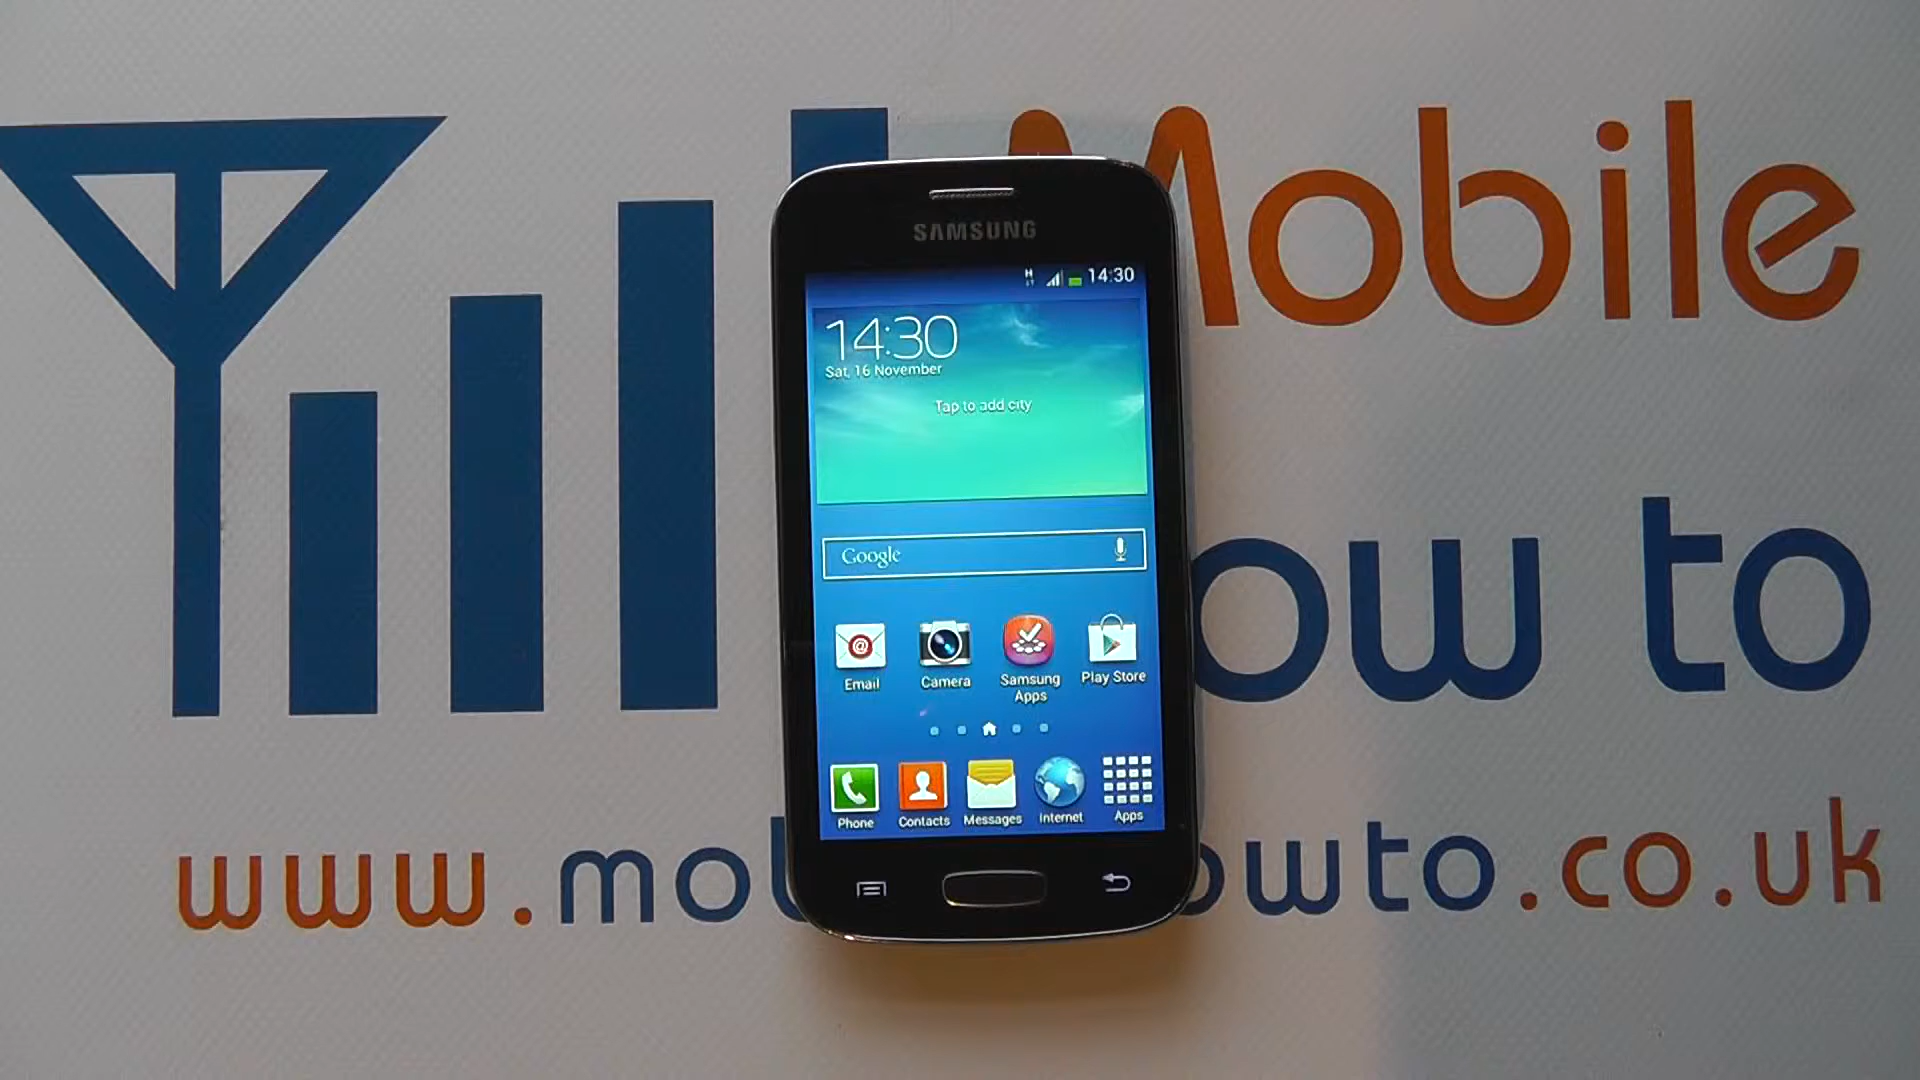 Mobile
SAMSUNG
14:30
14:30
Sat, 16 November
Tap to add city
Google
ow to
Email
Camera
Samsung Apps
Play Store
Phone
Contacts
Messages
Internet
Apps
www.mob owto.co.uk